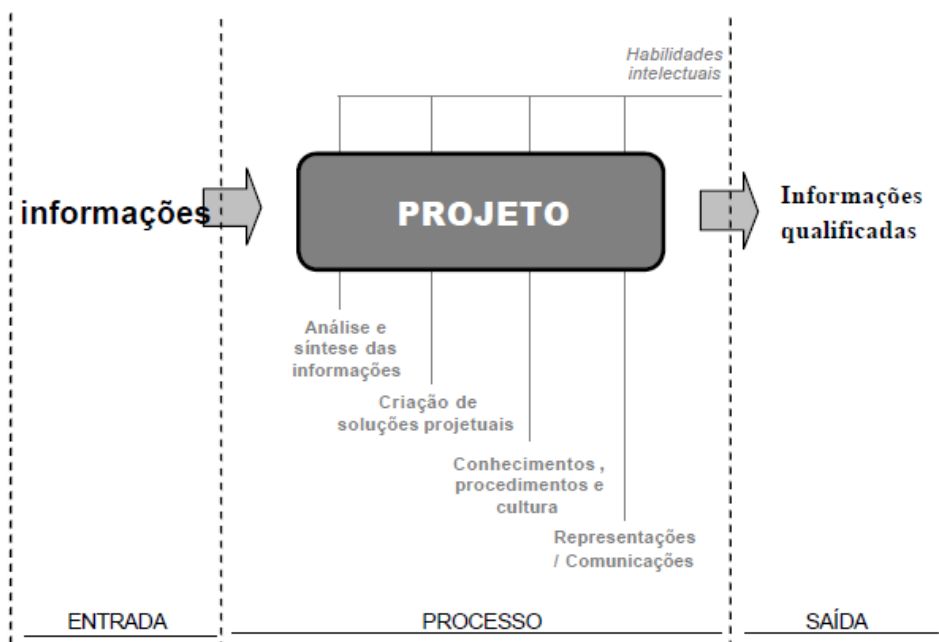 Habilidades
intelectuais
informações
PROJETO
Informações
qualificadas
Análise e
síntese das
informações
Criação de
soluções projetuais
Conhecimentos ,
procedimentos e
cultura
Representações
/ Comunicações
ENTRADA
PROCESSO
SAÍDA